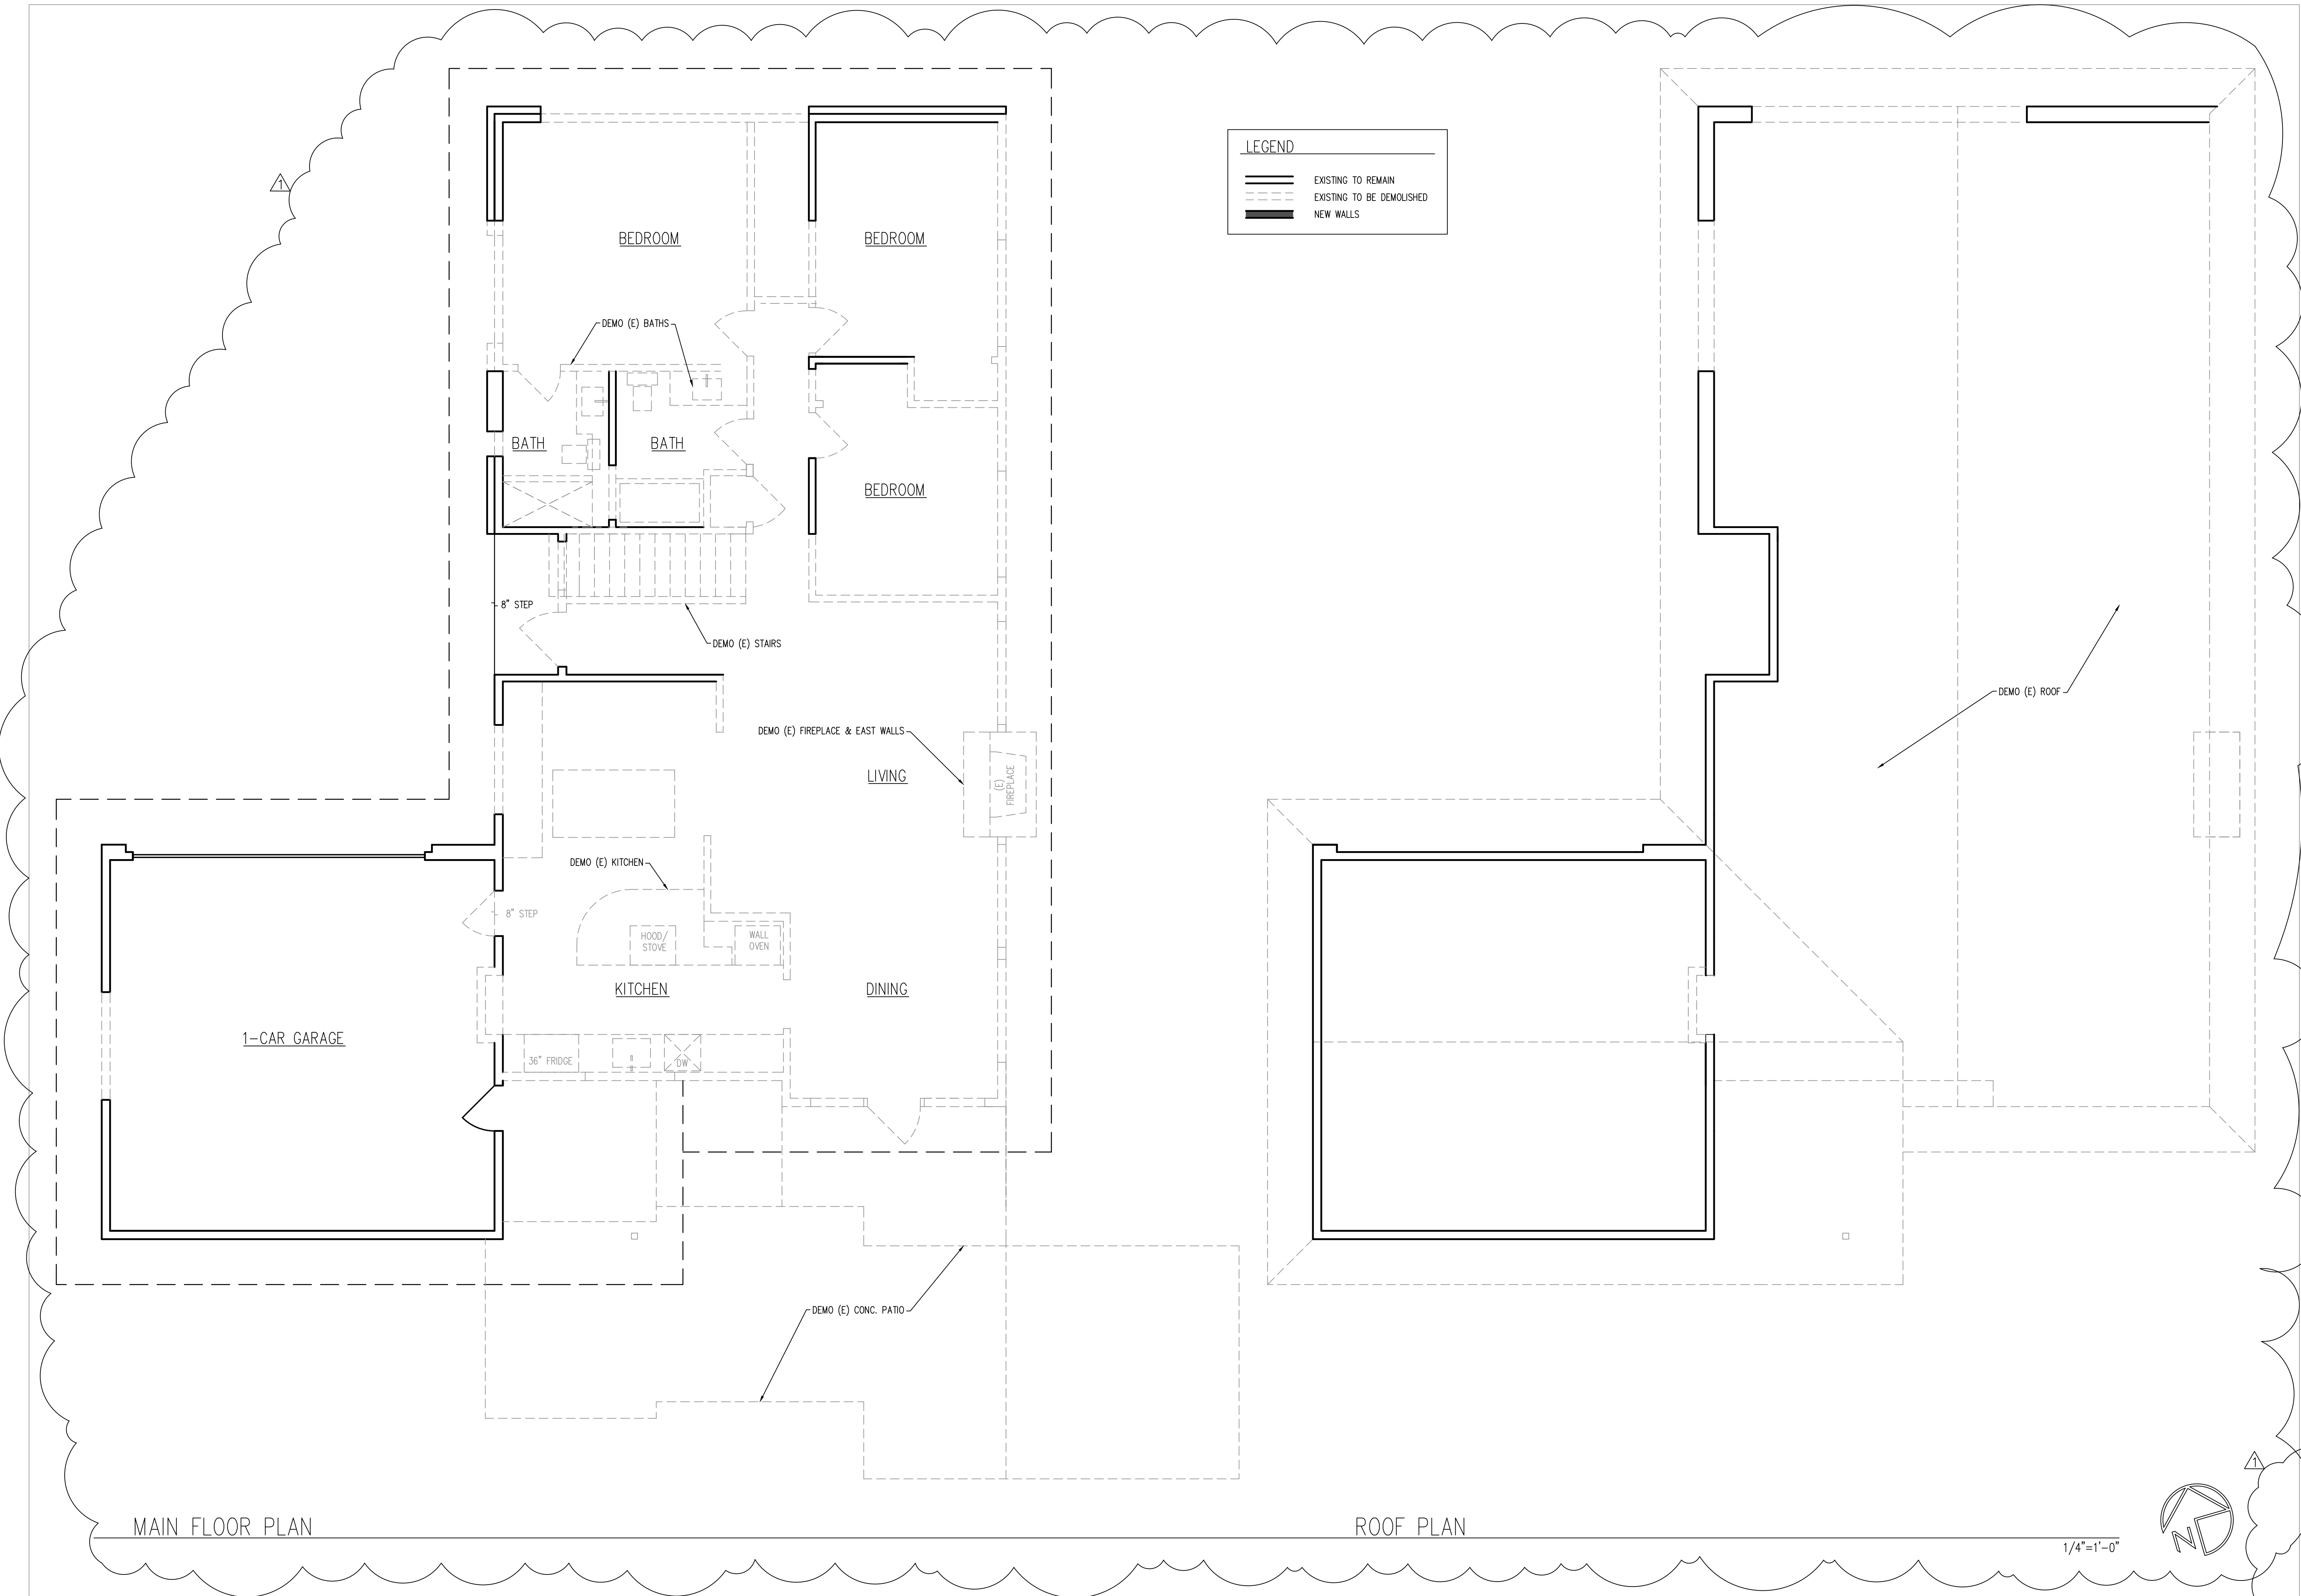 1
LEGEND
EXISTING TO REMAIN
EXISTING TO BE DEMOLISHED
NEW WALLS
BEDROOM
BEDROOM
DEMO (E) BATHS
BATH
BATH
BEDROOM
8" STEP
DEMO (E) STAIRS
DEMO (E) ROOF
DEMO (E) FIREPLACE & EAST WALLS
LIVING
(E)
FIREPLACE
DEMO (E) KITCHEN
8" STEP
HOOD/
STOVE
WALL
OVEN
KITCHEN
DINING
1-CAR GARAGE
36" FRIDGE
DW
DEMO (E) CONC. PATIO
1
N
MAIN FLOOR PLAN
ROOF PLAN
1/4"=1'-0"